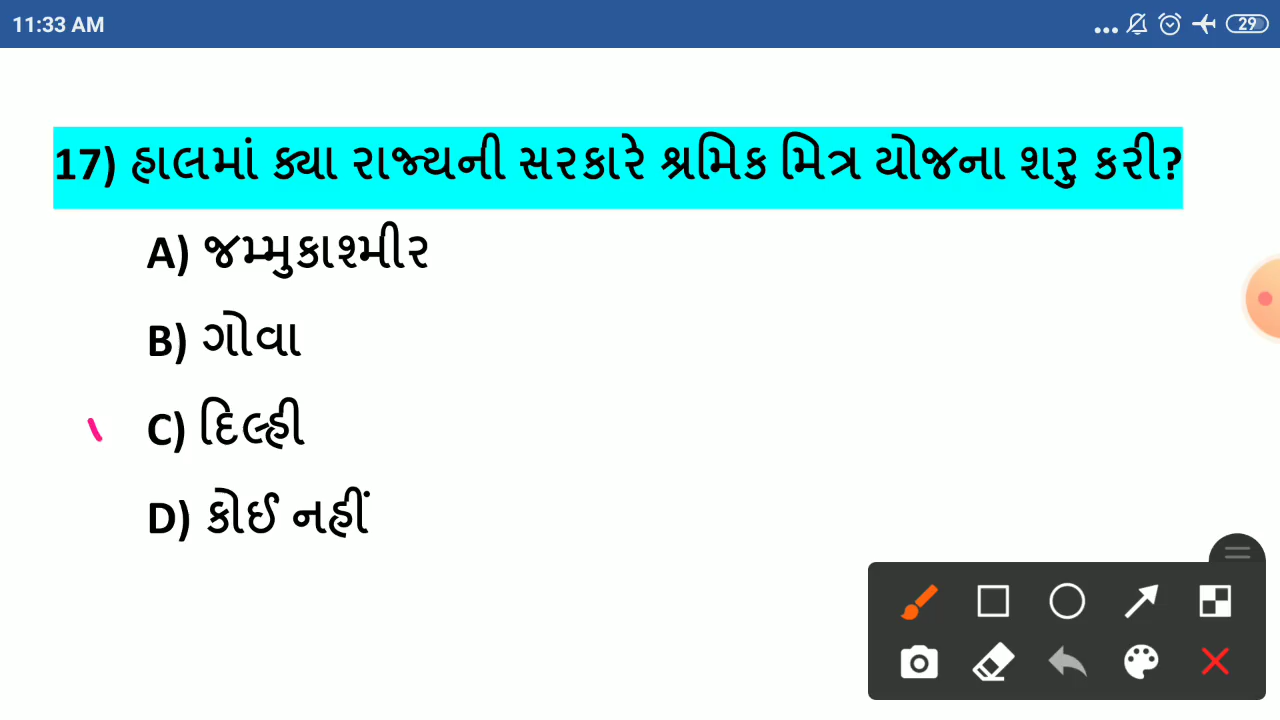 11:33 AM
29
17) હાલમાં ક્યા રાજ્યની સરકારે શ્રમિક મિત્ર યોજના શરુ કરી?
A) જમ્મુકાશ્મીર
B) ગોવા
C) દિલ્હી
D) કોઈ નહીં